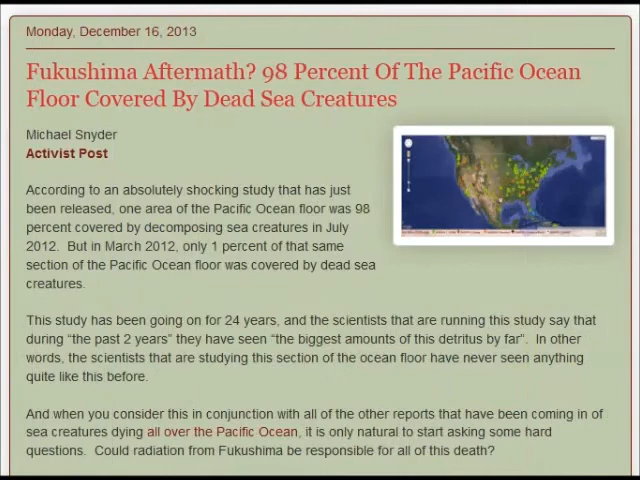 Monday, December 16, 2013
Fukushima Aftermath? 98 Percent Of The Pacific Ocean
Floor Covered By Dead Sea Creatures
Michael Snyder
Activist Post
According to an absolutely shocking study that has just
been released, one area of the Pacific Ocean floor was 98
percent covered by decomposing sea creatures in July
2012.  But in March 2012, only 1 percent of that same
section of the Pacific Ocean floor was covered by dead sea
creatures.
This study has been going on for 24 years, and the scientists that are running this study say that
during “the past 2 years” they have seen “the biggest amounts of this detritus by far”.  In other
words, the scientists that are studying this section of the ocean floor have never seen anything
quite like this before.
And when you consider this in conjunction with all of the other reports that have been coming in of
sea creatures dying all over the Pacific Ocean, it is only natural to start asking some hard
questions.  Could radiation from Fukushima be responsible for all of this death?